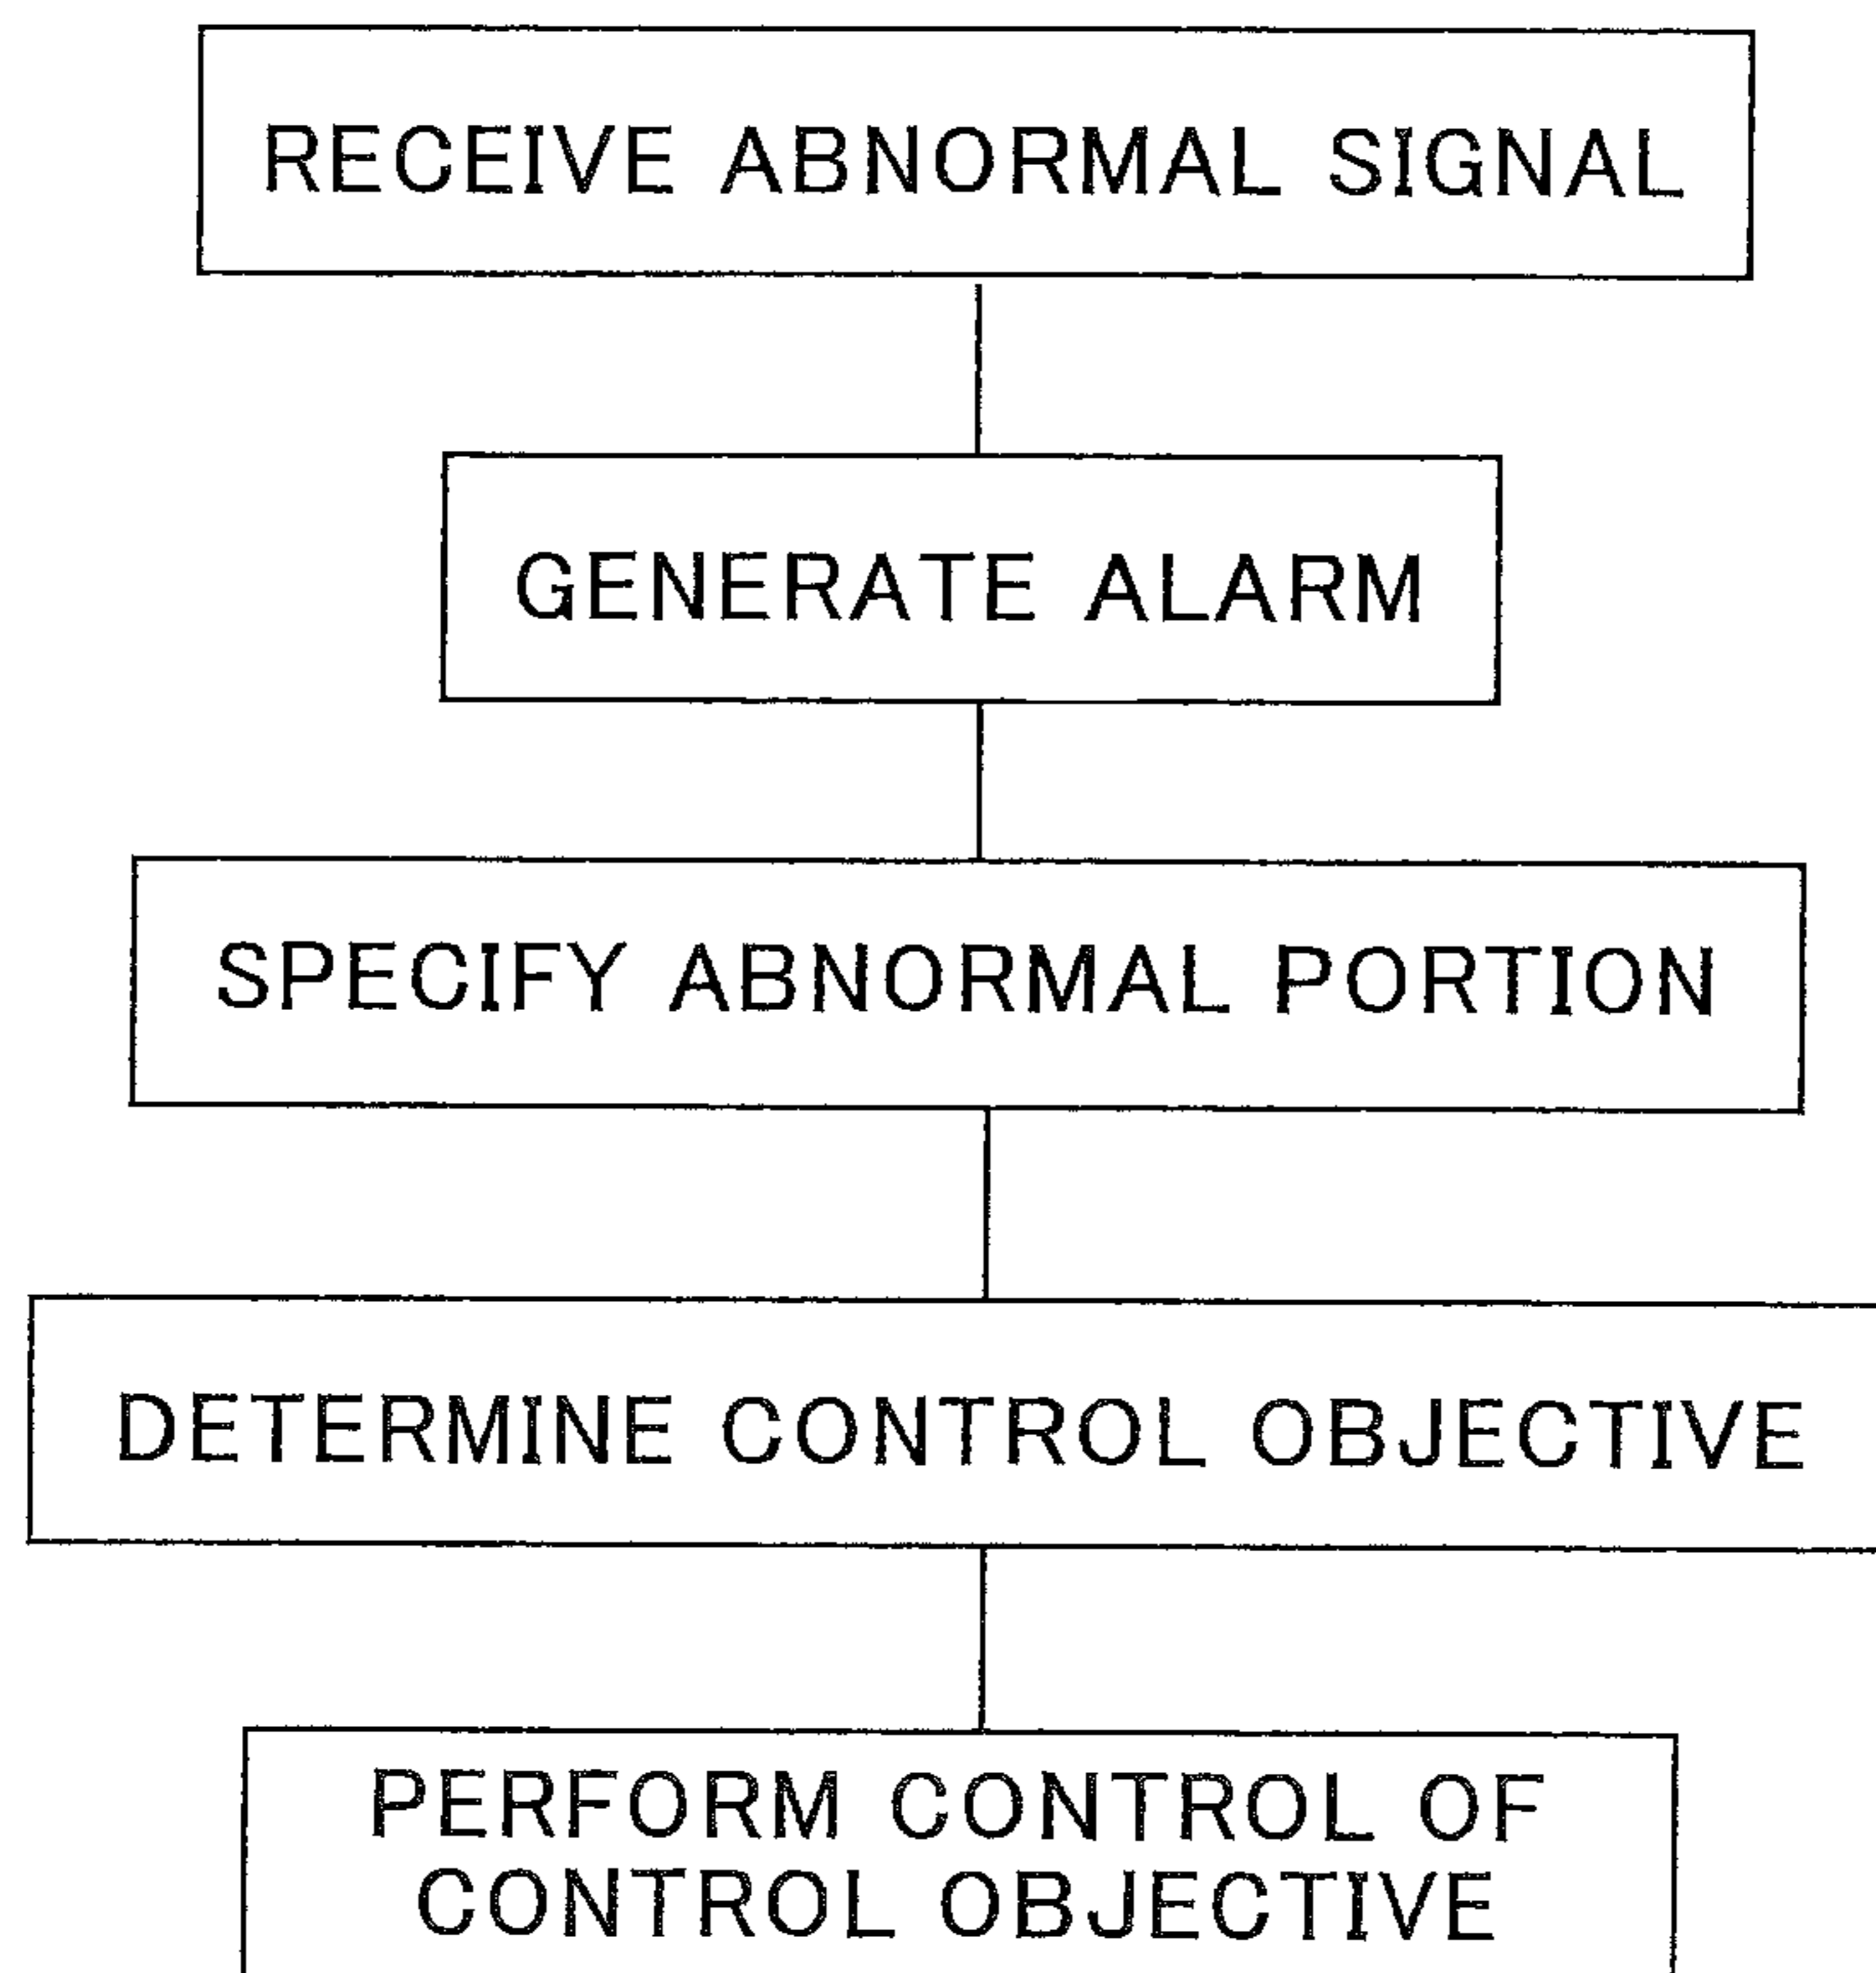 RECEIVE ABNORMAL SIGNAL
GENERATE ALARM
SPECIFY ABNORMAL PORTION
DETERMINE CONTROL OBJECTIVE
PERFORM CONTROL OF
CONTROL OBJECTIVE